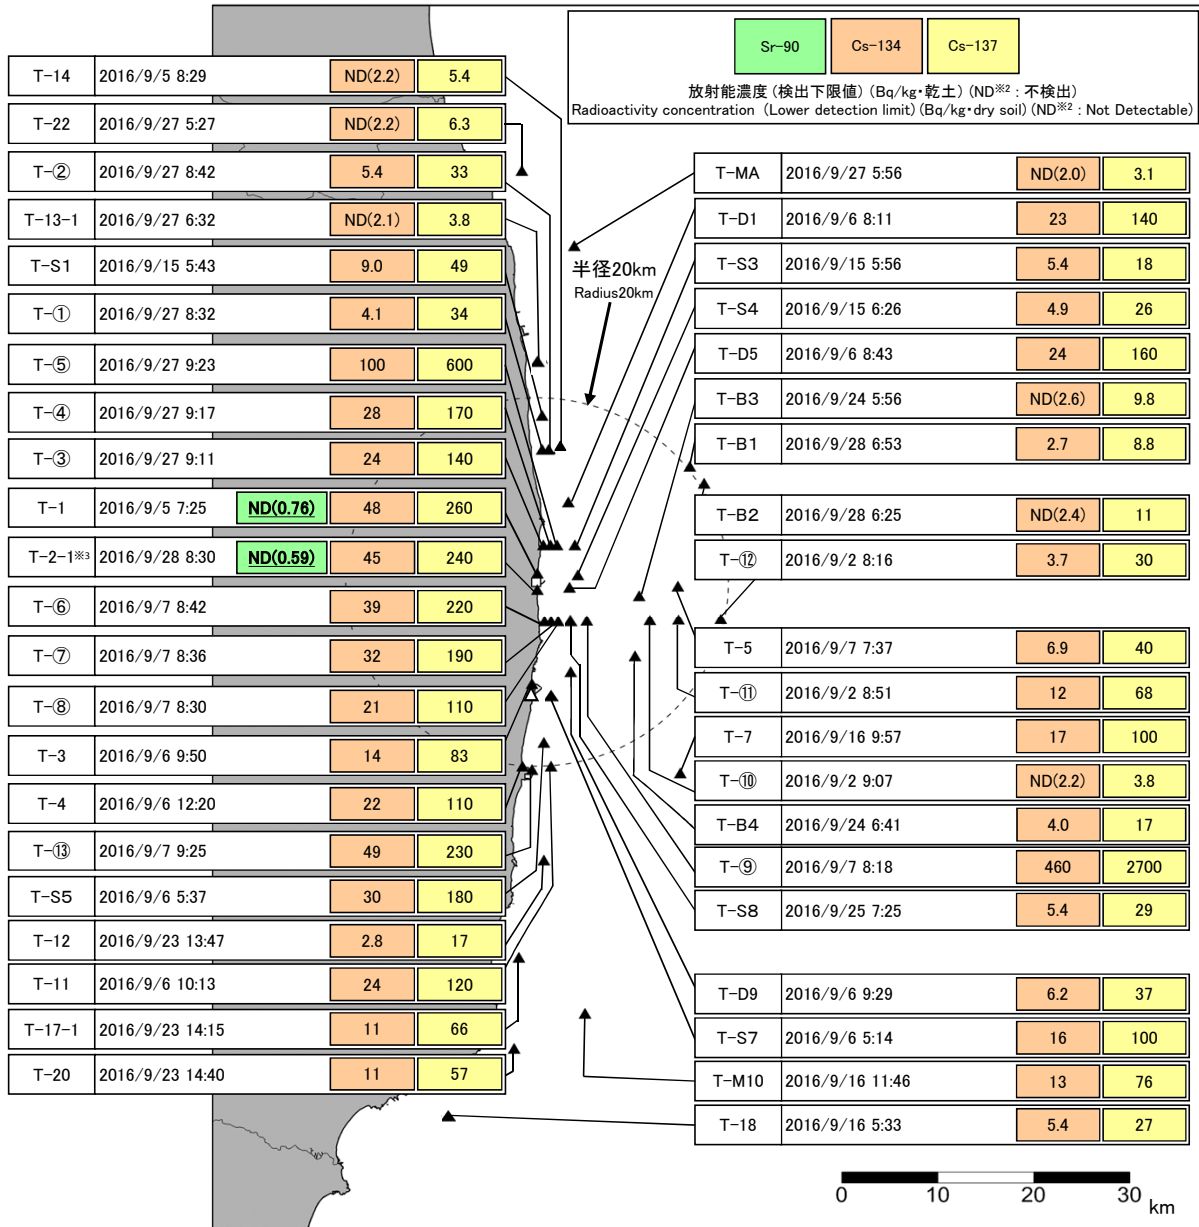 Sr-90 Cs-134 Cs-137
放射能濃度 (検出下限値) (Bq/kg・乾土) (ND※2 : 不検出)
Radioactivity concentration (Lower detection limit) (Bq/kg・dry soil) (ND※2 : Not Detectable)
T-14 2016/9/5 8:29 ND(2.2) 5.4
T-22 2016/9/27 5:27 ND(2.2) 6.3
T-② 2016/9/27 8:42 5.4 33
T-13-1 2016/9/27 6:32 ND(2.1) 3.8
T-S1 2016/9/15 5:43 9.0 49
T-① 2016/9/27 8:32 4.1 34
T-⑤ 2016/9/27 9:23 100 600
T-④ 2016/9/27 9:17 28 170
T-③ 2016/9/27 9:11 24 140
T-1 2016/9/5 7:25 ND(0.76) 48 260
T-2-1※3 2016/9/28 8:30 ND(0.59) 45 240
T-⑥ 2016/9/7 8:42 39 220
T-⑦ 2016/9/7 8:36 32 190
T-⑧ 2016/9/7 8:30 21 110
T-3 2016/9/6 9:50 14 83
T-4 2016/9/6 12:20 22 110
T-⑬ 2016/9/7 9:25 49 230
T-S5 2016/9/6 5:37 30 180
T-12 2016/9/23 13:47 2.8 17
T-11 2016/9/6 10:13 24 120
T-17-1 2016/9/23 14:15 11 66
T-20 2016/9/23 14:40 11 57
半径20km
Radius20km
T-MA 2016/9/27 5:56 ND(2.0) 3.1
T-D1 2016/9/6 8:11 23 140
T-S3 2016/9/15 5:56 5.4 18
T-S4 2016/9/15 6:26 4.9 26
T-D5 2016/9/6 8:43 24 160
T-B3 2016/9/24 5:56 ND(2.6) 9.8
T-B1 2016/9/28 6:53 2.7 8.8
T-B2 2016/9/28 6:25 ND(2.4) 11
T-⑫ 2016/9/2 8:16 3.7 30
T-5 2016/9/7 7:37 6.9 40
T-⑪ 2016/9/2 8:51 12 68
T-7 2016/9/16 9:57 17 100
T-⑩ 2016/9/2 9:07 ND(2.2) 3.8
T-B4 2016/9/24 6:41 4.0 17
T-⑨ 2016/9/7 8:18 460 2700
T-S8 2016/9/25 7:25 5.4 29
T-D9 2016/9/6 9:29 6.2 37
T-S7 2016/9/6 5:14 16 100
T-M10 2016/9/16 11:46 13 76
T-18 2016/9/16 5:33 5.4 27
0 10 20 30 km